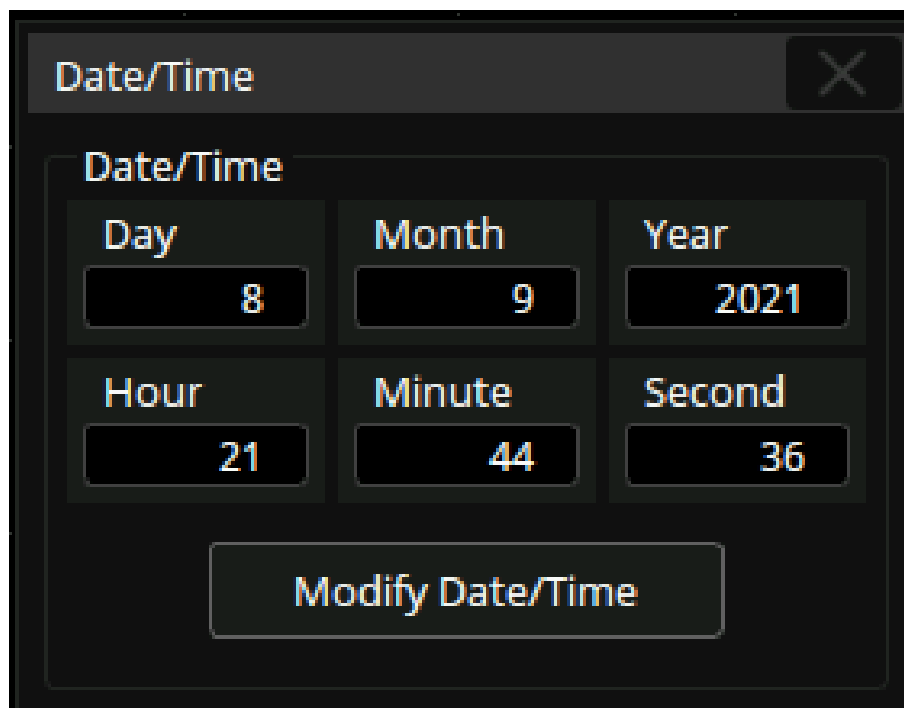 Date/Time
Date/Time
Day Month Year
8 9 2021
Hour Minute Second
21 44 36
Modify Date/Time